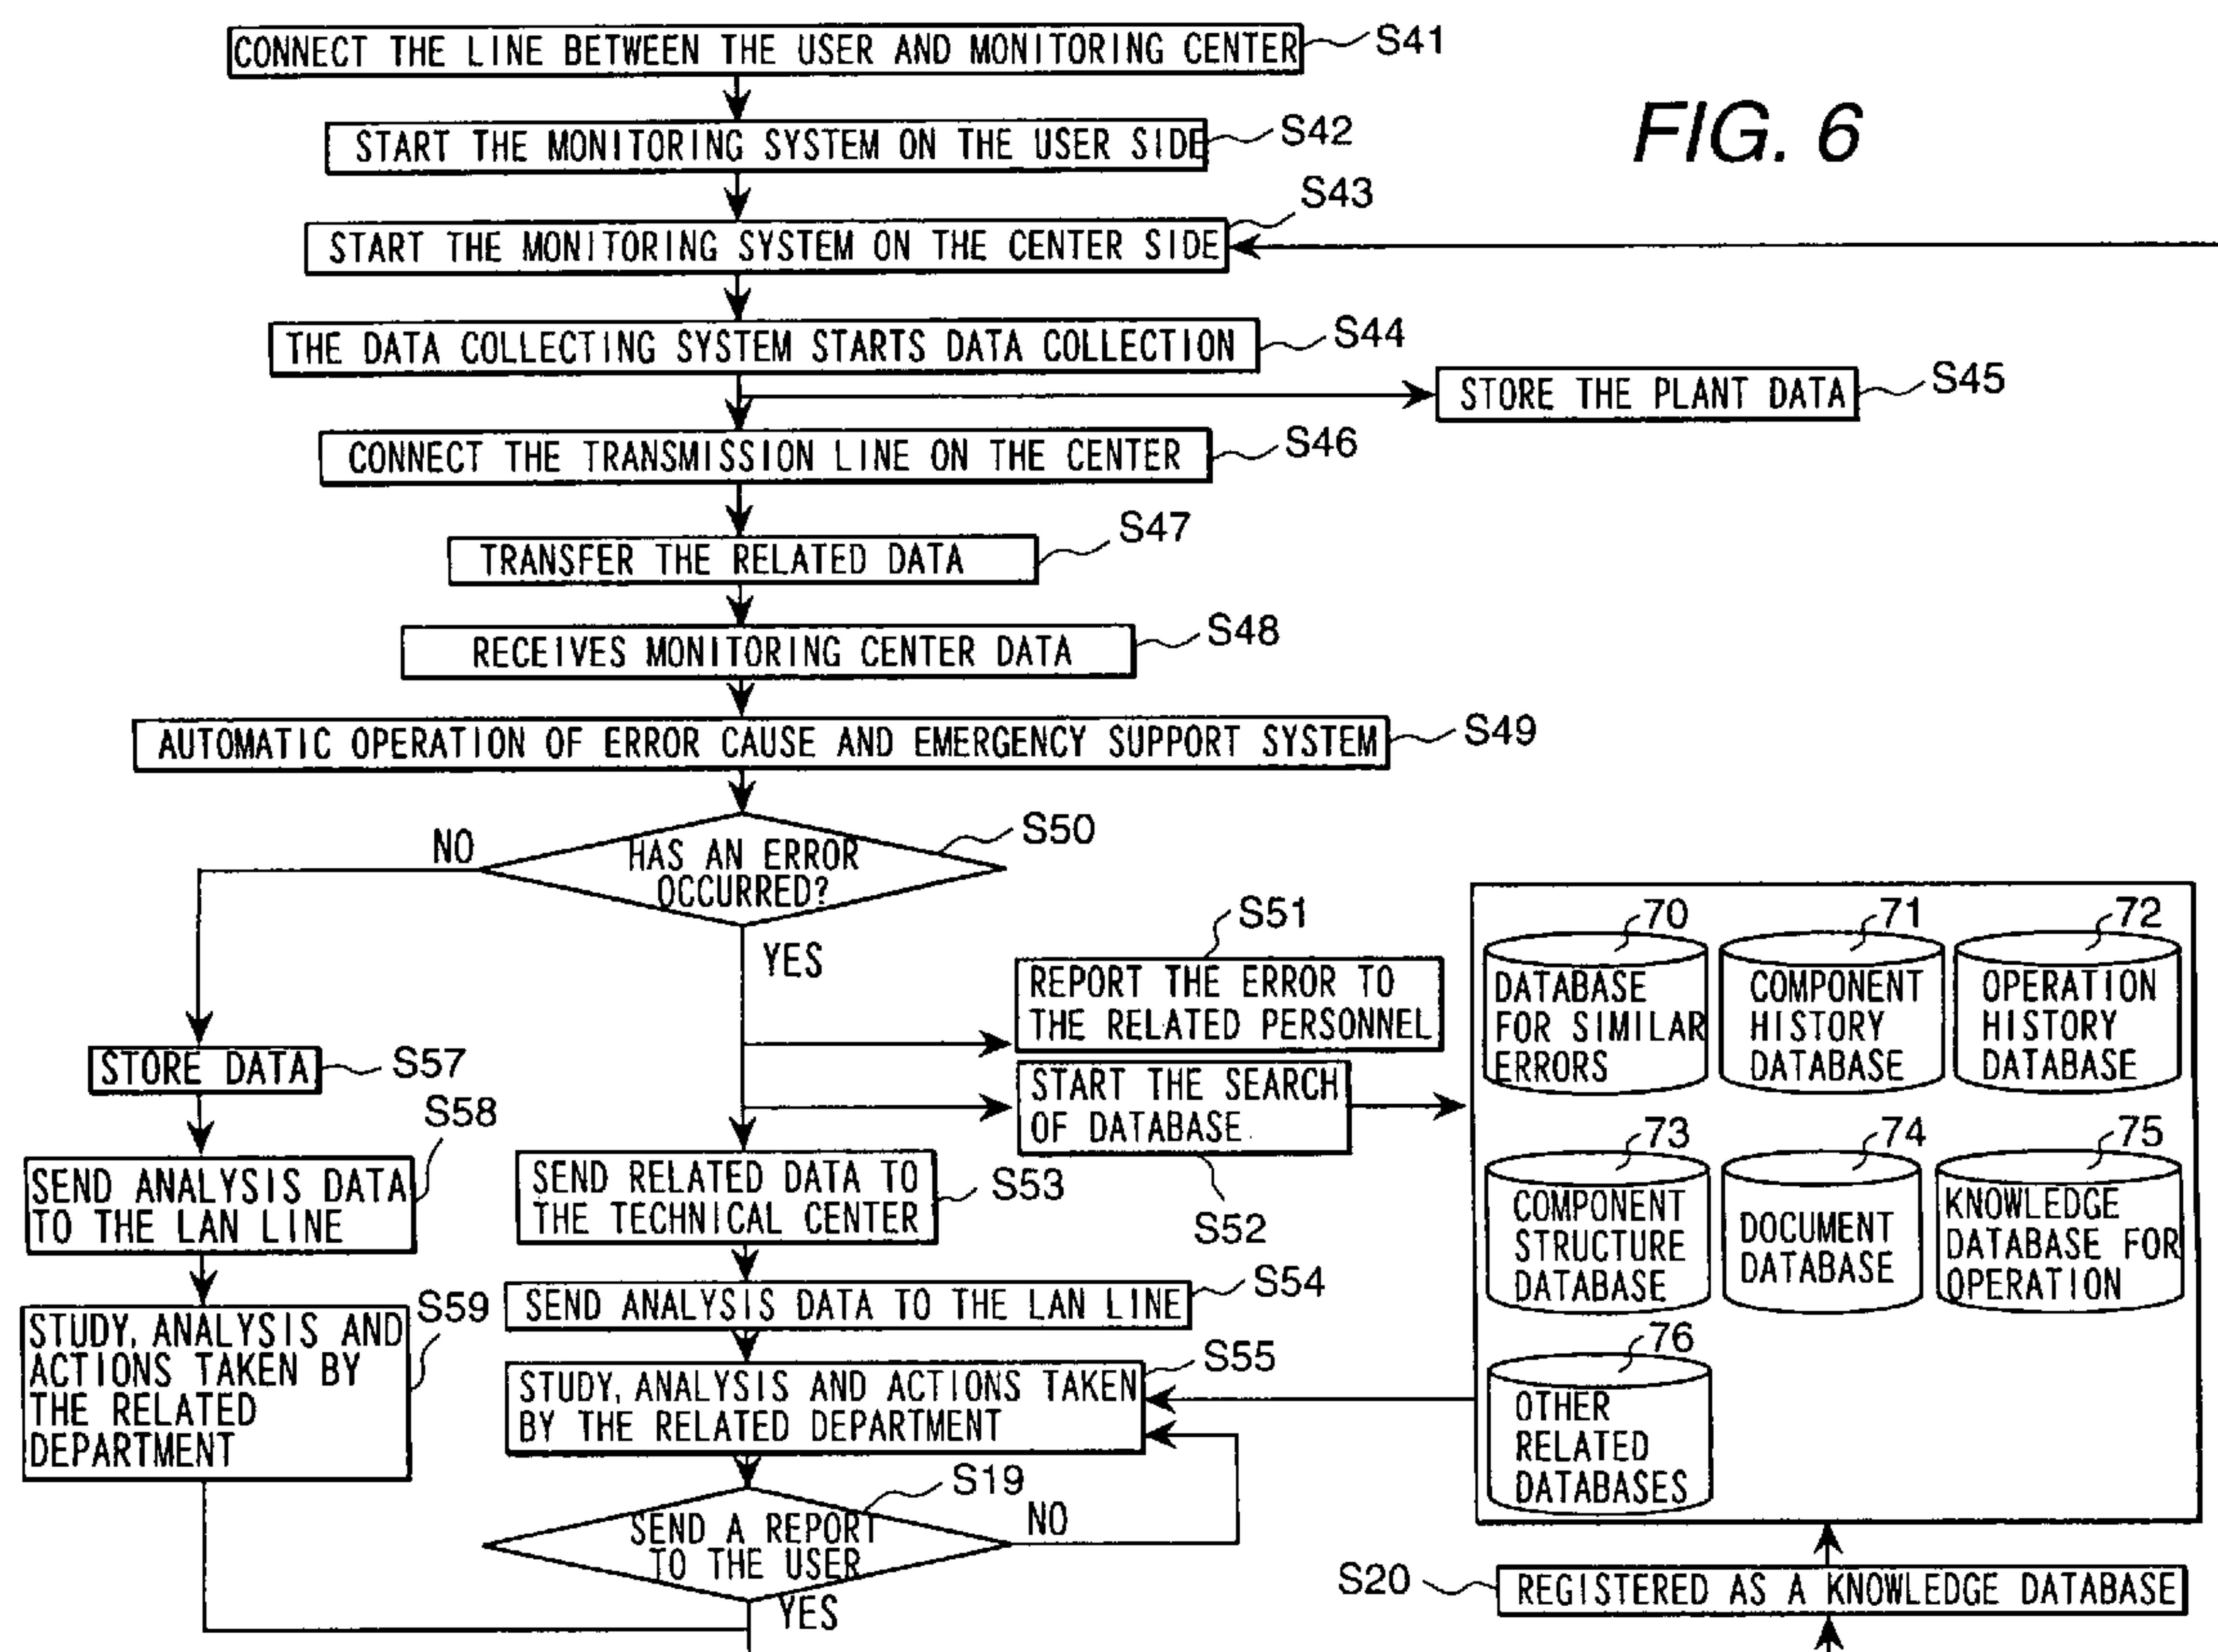 CONNECT THE LINE BETWEEN THE USER AND MONITORING CENTER
S41
FIG. 6
START THE MONITORING SYSTEM ON THE USER SIDE
S42
S43
START THE MONITORING SYSTEM ON THE CENTER SIDE
THE DATA COLLECTING SYSTEM STARTS DATA COLLECTION
S44
STORE THE PLANT DATA
S45
CONNECT THE TRANSMISSION LINE ON THE CENTER
S46
TRANSFER THE RELATED DATA
S47
RECEIVES MONITORING CENTER DATA
S48
AUTOMATIC OPERATION OF ERROR CAUSE AND EMERGENCY SUPPORT SYSTEM
S49
HAS AN ERROR
OCCURRED?
S50
NO
YES
S51
REPORT THE ERROR TO
THE RELATED PERSONNEL
START THE SEARCH
OF DATABASE
S52
70
DATABASE
FOR SIMILAR
ERRORS
71
COMPONENT
HISTORY
DATABASE
72
OPERATION
HISTORY
DATABASE
73
COMPONENT
STRUCTURE
DATABASE
74
DOCUMENT
DATABASE
75
KNOWLEDGE
DATABASE FOR
OPERATION
76
OTHER
RELATED
DATABASES
STORE DATA
S57
S58
SEND ANALYSIS DATA
TO THE LAN LINE
S59
STUDY, ANALYSIS AND
ACTIONS TAKEN BY
THE RELATED
DEPARTMENT
SEND RELATED DATA TO
THE TECHNICAL CENTER
S53
SEND ANALYSIS DATA TO THE LAN LINE
S54
STUDY, ANALYSIS AND ACTIONS TAKEN
BY THE RELATED DEPARTMENT
S55
S19
SEND A REPORT
TO THE USER
NO
YES
S20
REGISTERED AS A KNOWLEDGE DATABASE